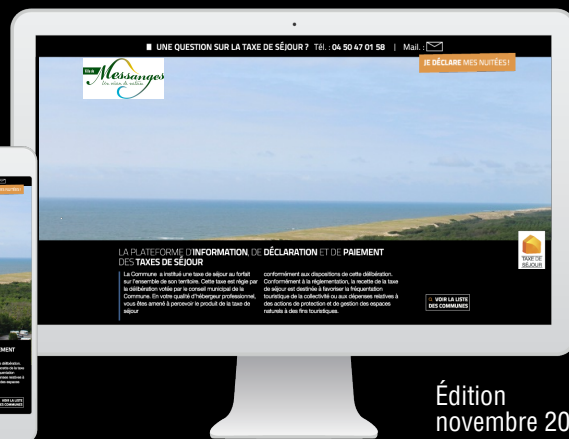 UNE QUESTION SUR LA TAXE DE SÉJOUR ? Tél. : 04 50 47 01 58 | Mail. :
JE DÉCLARE MES NUITÉES !
Messanges
LA PLATEFORME D'INFORMATION, DE DÉCLARATION ET DE PAIEMENT
DES TAXES DE SÉJOUR
La Commune a institué une taxe de séjour au forfait
sur l'ensemble de son territoire. Cette taxe est régie par
la délibération votée par le conseil municipal de la
Commune. En votre qualité d'hébergeur professionnel,
vous êtes amené à percevoir le produit de la taxe de
séjour
conformément aux dispositions de cette délibération.
Conformément à la règlementation, la recette de la taxe
de séjour est destinée à favoriser la fréquentation
touristique de la collectivité ou aux dépenses relatives à
des actions de protection et de gestion des espaces
naturels à des fins touristiques.
TAXE DE
SÉJOUR
VOIR LA LISTE
DES COMMUNES
Édition
novembre 20